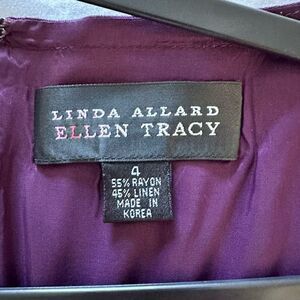 LINDA ALLARD
ELLEN TRACY
4
55% RAYON
45% LINEN
MADE IN
KOREA